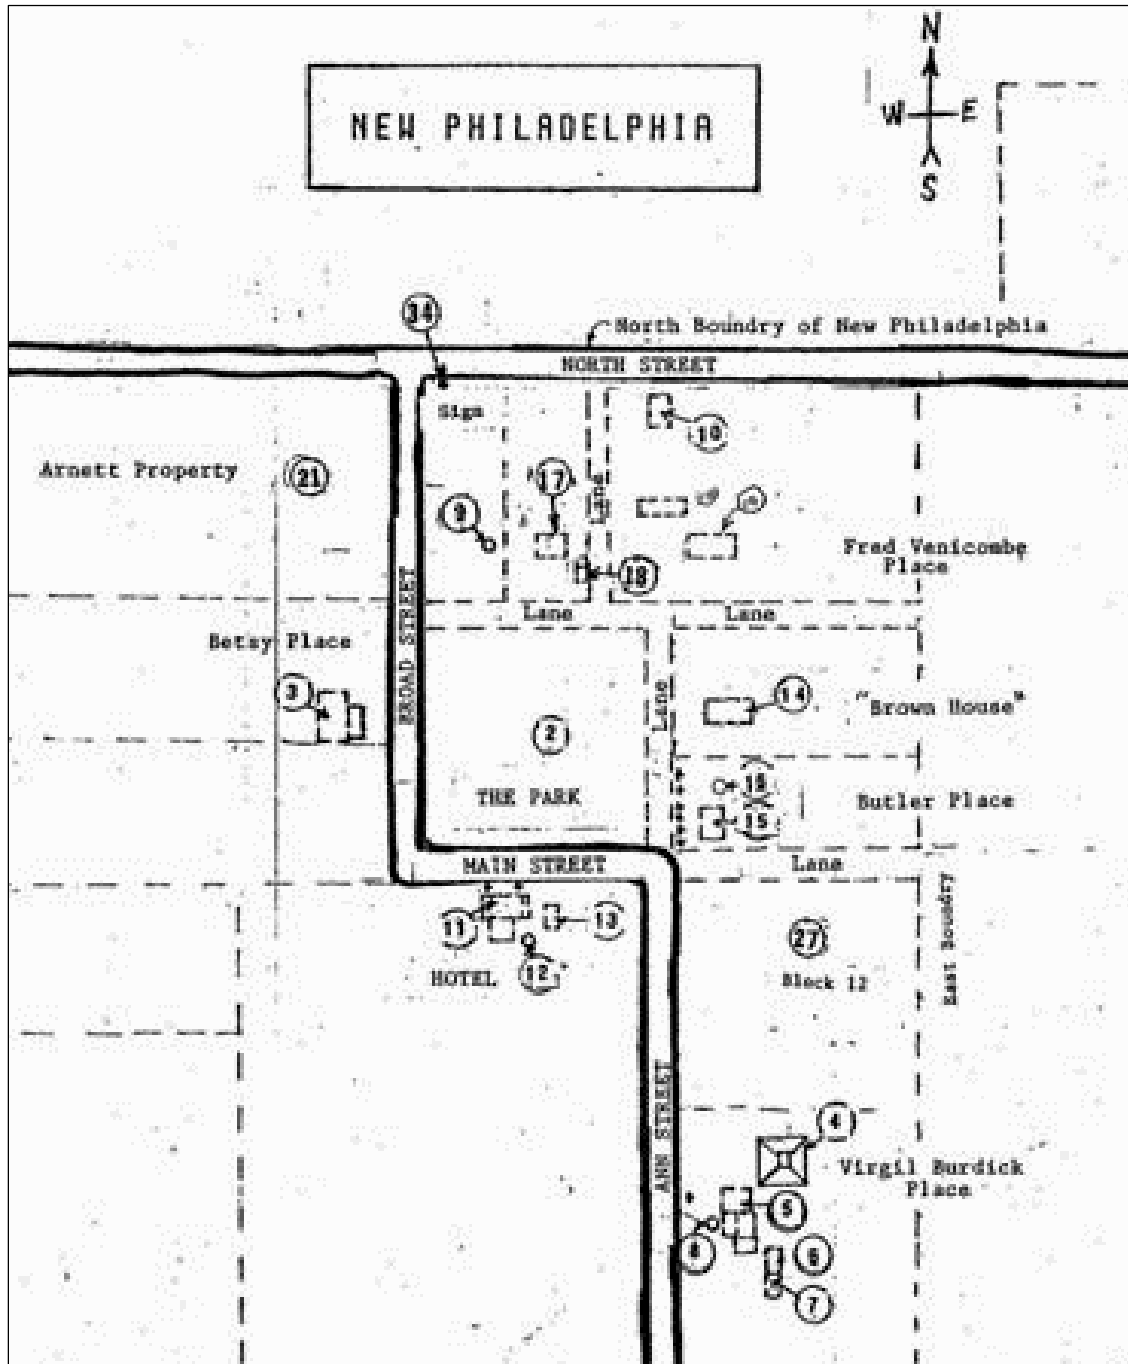 N
NEW PHILADELPHIA
W E
S
34
North Boundry of New Philadelphia
NORTH STREET
Sign
10
Arnett Property
21
17
Lane
9
Fred Venicombe
Place
18
Lane
Lane
Betsy Place
BROAD STREET
3
14
"Brown House"
Lane
2
THE PARK
16
Butler Place
15
MAIN STREET
Lane
11
13
27
HOTEL
12
Block 12
East Boundry
ANN STREET
4
Virgil Burdick
Place
5
8
6
7